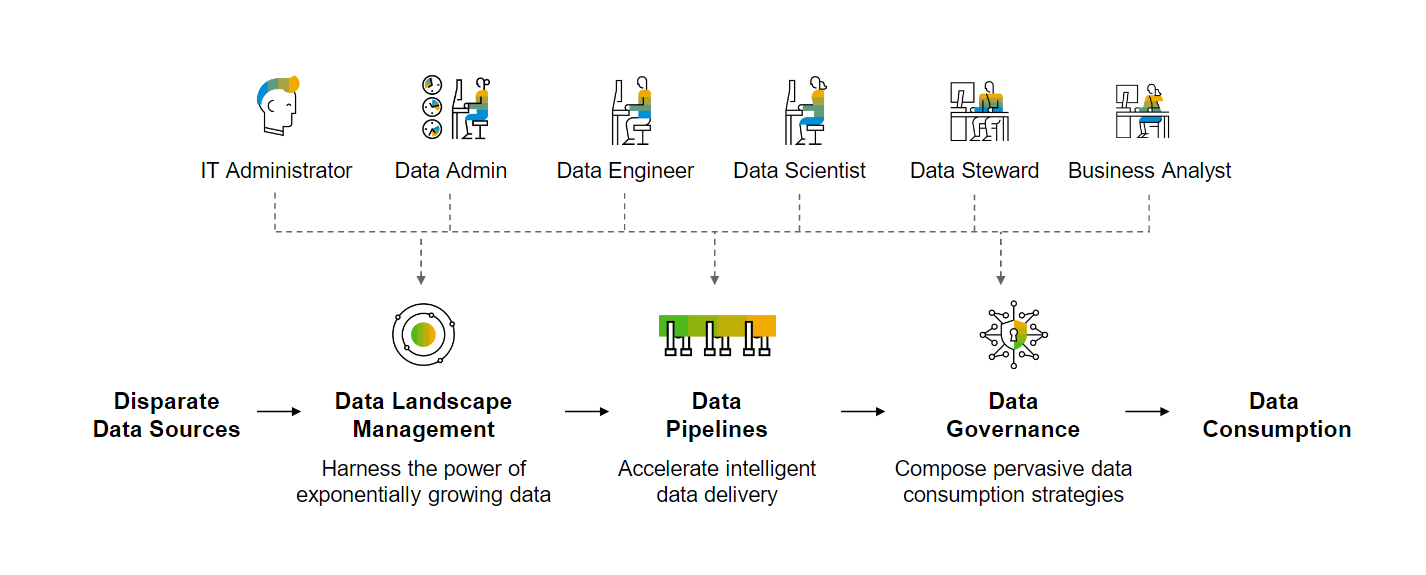 IT Administrator
Data Admin
Data Engineer
Data Scientist
Data Steward
Business Analyst
Disparate
Data Sources
Data Landscape
Management
Harness the power of
exponentially growing data
Data
Pipelines
Accelerate intelligent
data delivery
Data
Governance
Compose pervasive data
consumption strategies
Data
Consumption